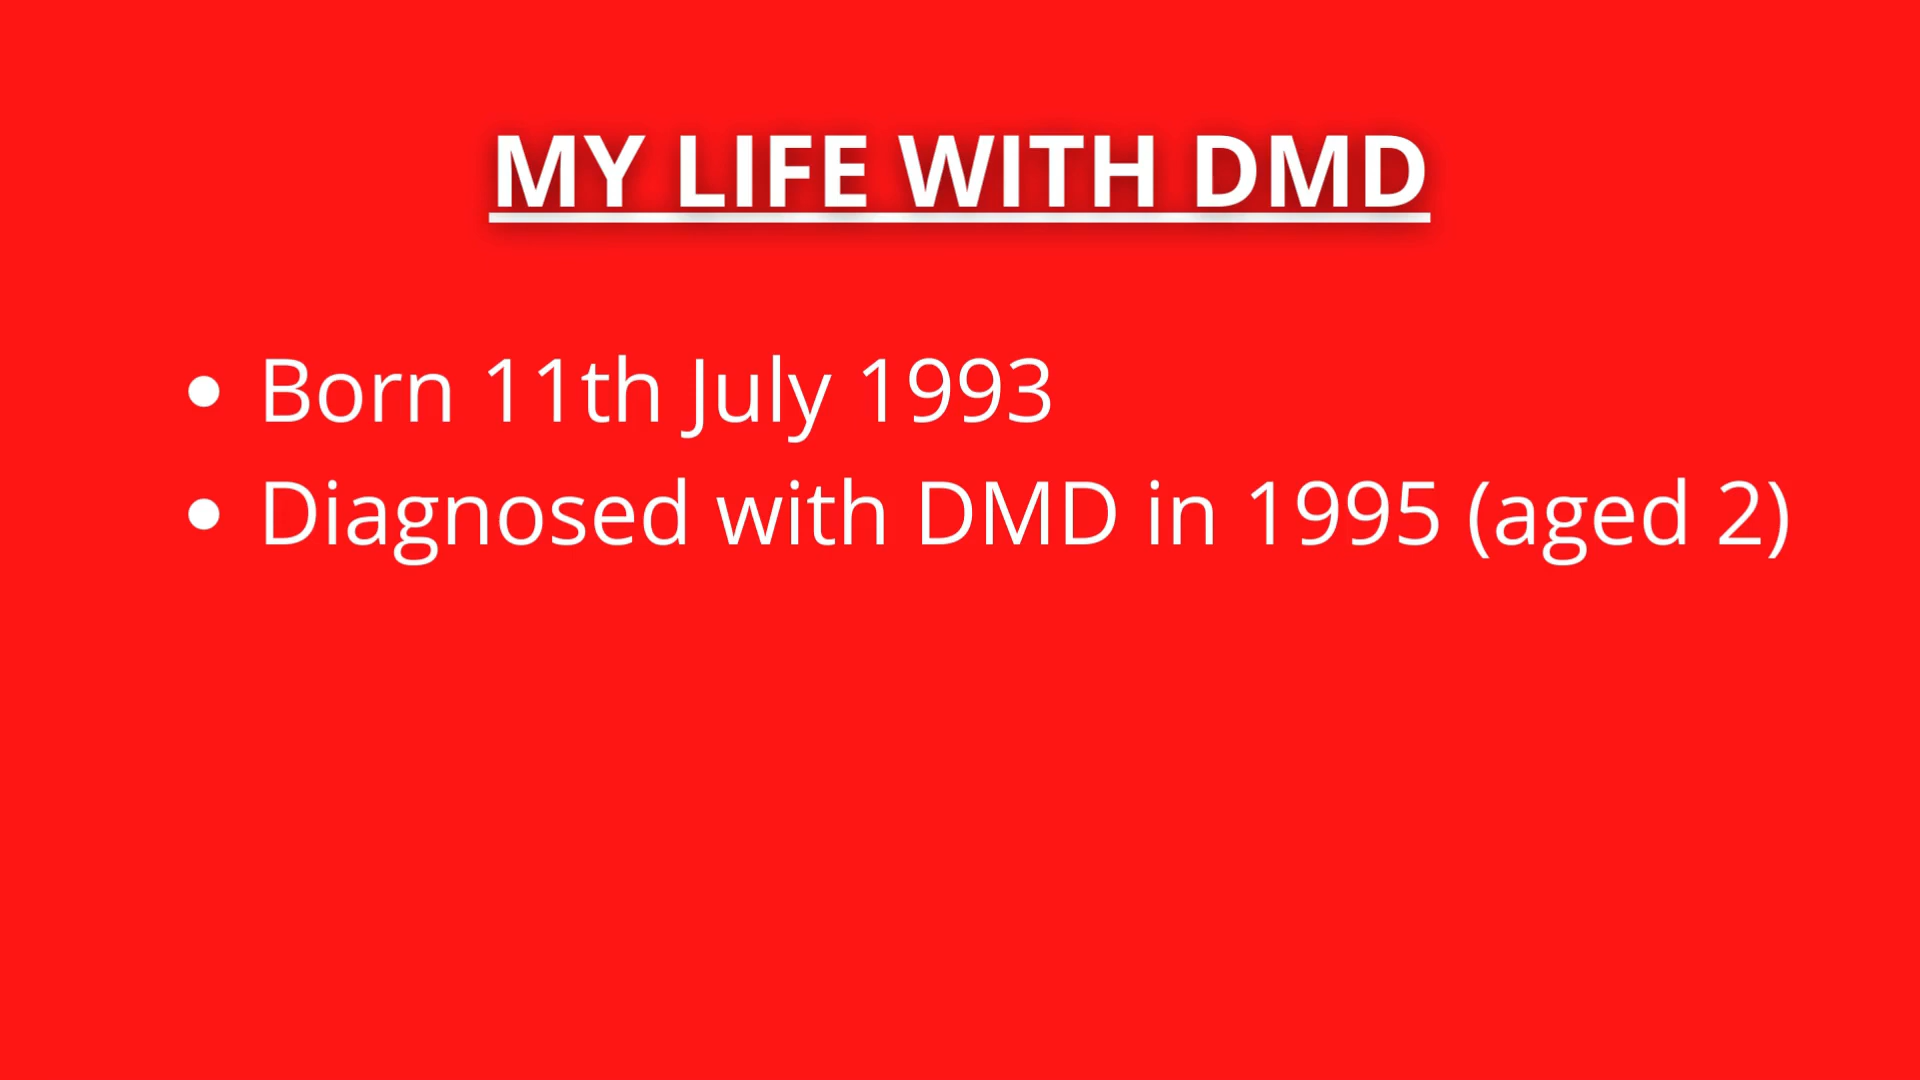 MY LIFE WITH DMD
• Born 11th July 1993
• Diagnosed with DMD in 1995 (aged 2)